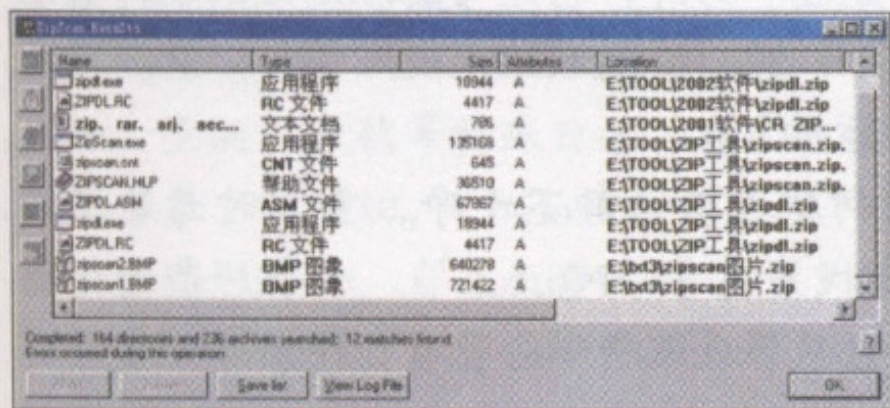 ZipScan Results
Name Type Size Attributes Location
zipdl.exe 应用程序 18944 A E:\TOOL\2002软件\zipdl.zip
ZIPDL.RC RC 文件 4417 A E:\TOOL\2002软件\zipdl.zip
zip、rar、arj、aec... 文本文档 786 A E:\TOOL\2001软件\CR ZIP...
ZipScan.exe 应用程序 135168 A E:\TOOL\ZIP工具\zipscan.zip.
zipscan.cnt CNT 文件 645 A E:\TOOL\ZIP工具\zipscan.zip.
ZIPSCAN.HLP 帮助文件 36510 A E:\TOOL\ZIP工具\zipscan.zip.
ZIPDL.ASM ASM 文件 67967 A E:\TOOL\ZIP工具\zipdl.zip
zipdl.exe 应用程序 18944 A E:\TOOL\ZIP工具\zipdl.zip
ZIPDL.RC RC 文件 4417 A E:\TOOL\ZIP工具\zipdl.zip
zipscan2.BMP BMP 图象 640278 A E:\txt3\zipscan图片.zip
zipscan1.BMP BMP 图象 721422 A E:\txt3\zipscan图片.zip
Completed: 164 directories and 236 archives searched; 12 matches found
Errors occured during this operation
Save list View Log File OK